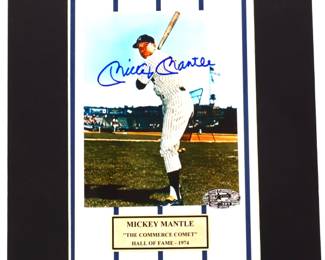 Mickey Mantle
MICKEY MANTLE
"THE COMMERCE COMET"
HALL OF FAME - 1974